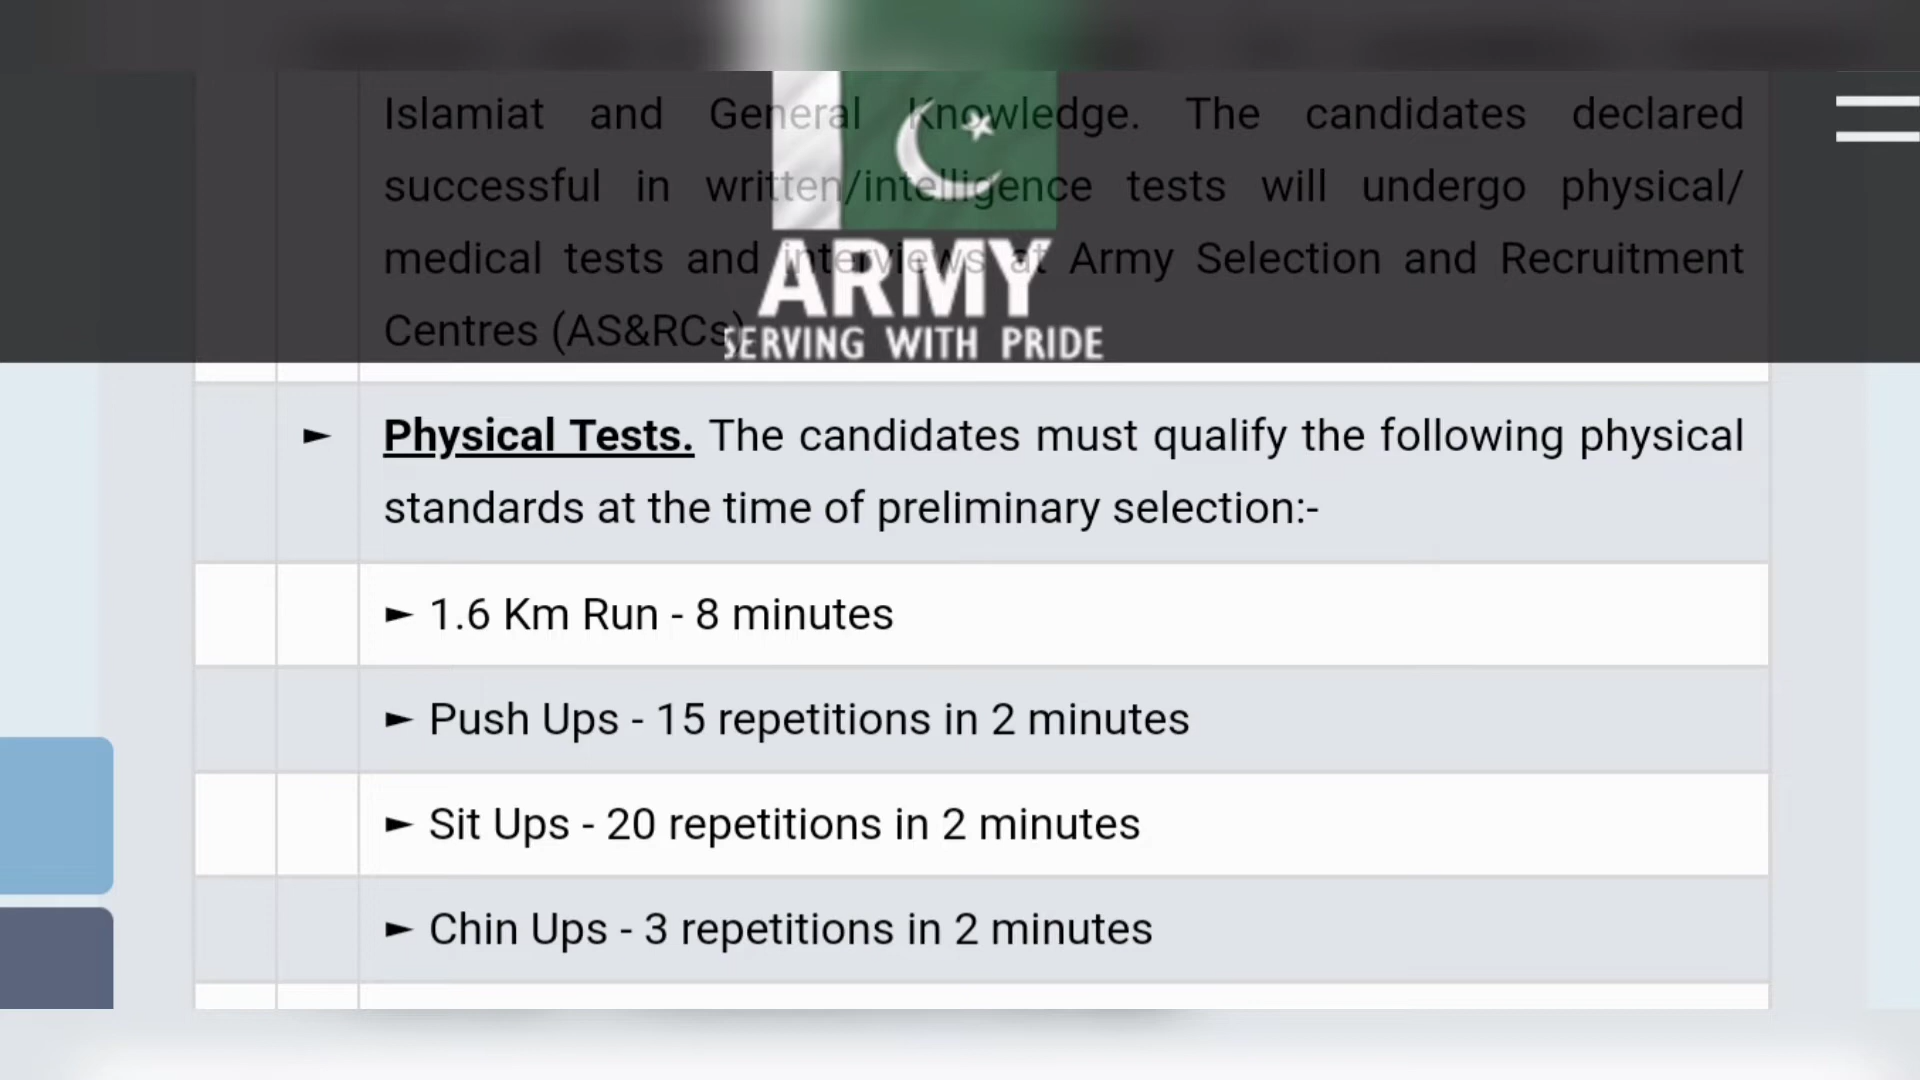 Islamiat and General Knowledge. The candidates declared
successful in written/intelligence tests will undergo physical/
medical tests and interviews at Army Selection and Recruitment
Centres (AS&RCs)
ARMY
SERVING WITH PRIDE
► Physical Tests. The candidates must qualify the following physical
standards at the time of preliminary selection:-
► 1.6 Km Run - 8 minutes
► Push Ups - 15 repetitions in 2 minutes
► Sit Ups - 20 repetitions in 2 minutes
► Chin Ups - 3 repetitions in 2 minutes